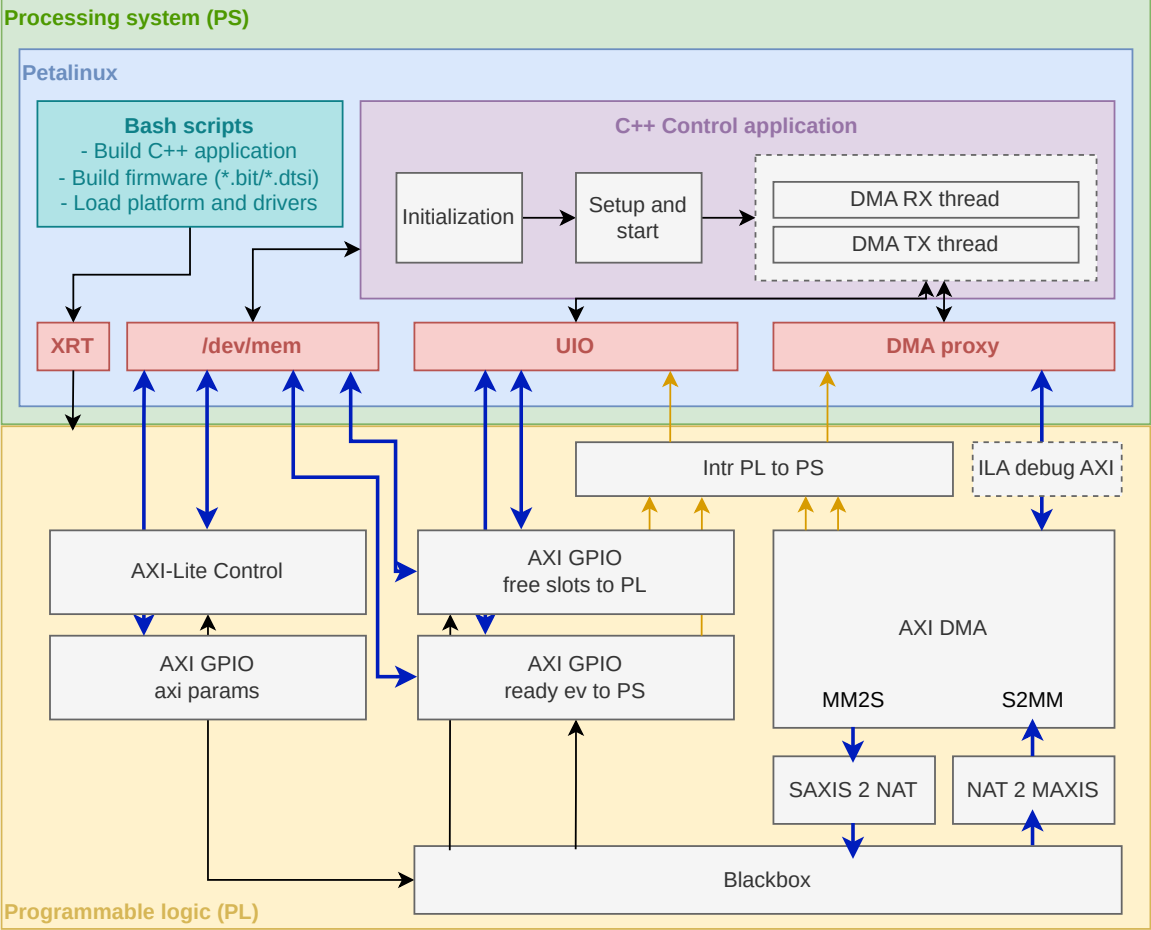 Processing system (PS)
Petalinux
Bash scripts
- Build C++ application
- Build firmware (*.bit/*.dtsi)
- Load platform and drivers
C++ Control application
Initialization
Setup and
start
DMA RX thread
DMA TX thread
XRT
/dev/mem
UIO
DMA proxy
Intr PL to PS
ILA debug AXI
AXI-Lite Control
AXI GPIO
free slots to PL
AXI DMA
AXI GPIO
axi params
AXI GPIO
ready ev to PS
MM2S
S2MM
SAXIS 2 NAT
NAT 2 MAXIS
Blackbox
Programmable logic (PL)